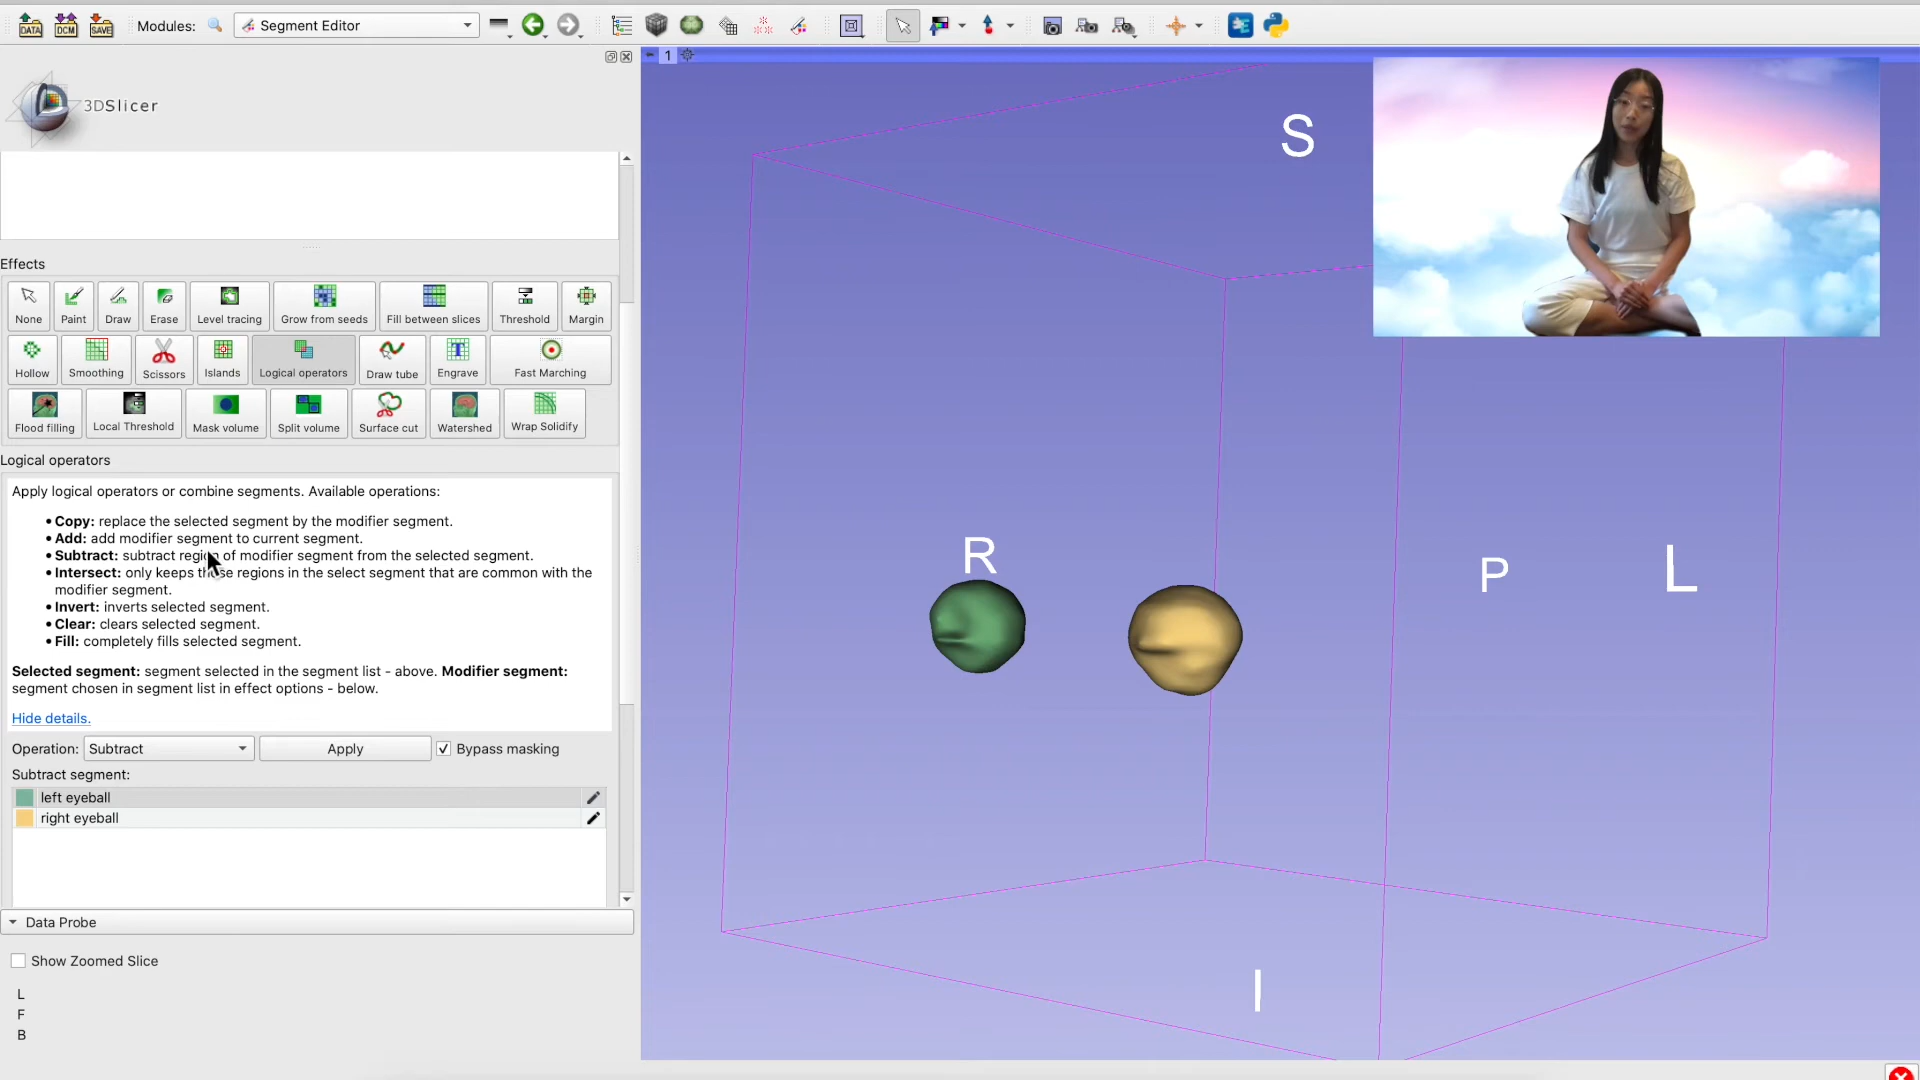 DATA DCM SAVE Modules: Segment Editor
1
3DSlicer
Effects
None Paint Draw Erase Level tracing Grow from seeds Fill between slices Threshold Margin
Hollow Smoothing Scissors Islands Logical operators Draw tube Engrave Fast Marching
Flood filling Local Threshold Mask volume Split volume Surface cut Watershed Wrap Solidify
Logical operators
Apply logical operators or combine segments. Available operations:
• Copy: replace the selected segment by the modifier segment.
• Add: add modifier segment to current segment.
• Subtract: subtract region of modifier segment from the selected segment.
• Intersect: only keeps those regions in the select segment that are common with the
modifier segment.
• Invert: inverts selected segment.
• Clear: clears selected segment.
• Fill: completely fills selected segment.
Selected segment: segment selected in the segment list - above. Modifier segment:
segment chosen in segment list in effect options - below.
Hide details.
Operation: Subtract Apply Bypass masking
Subtract segment:
left eyeball
right eyeball
Data Probe
Show Zoomed Slice
L
F
B
S
R
P
L
I